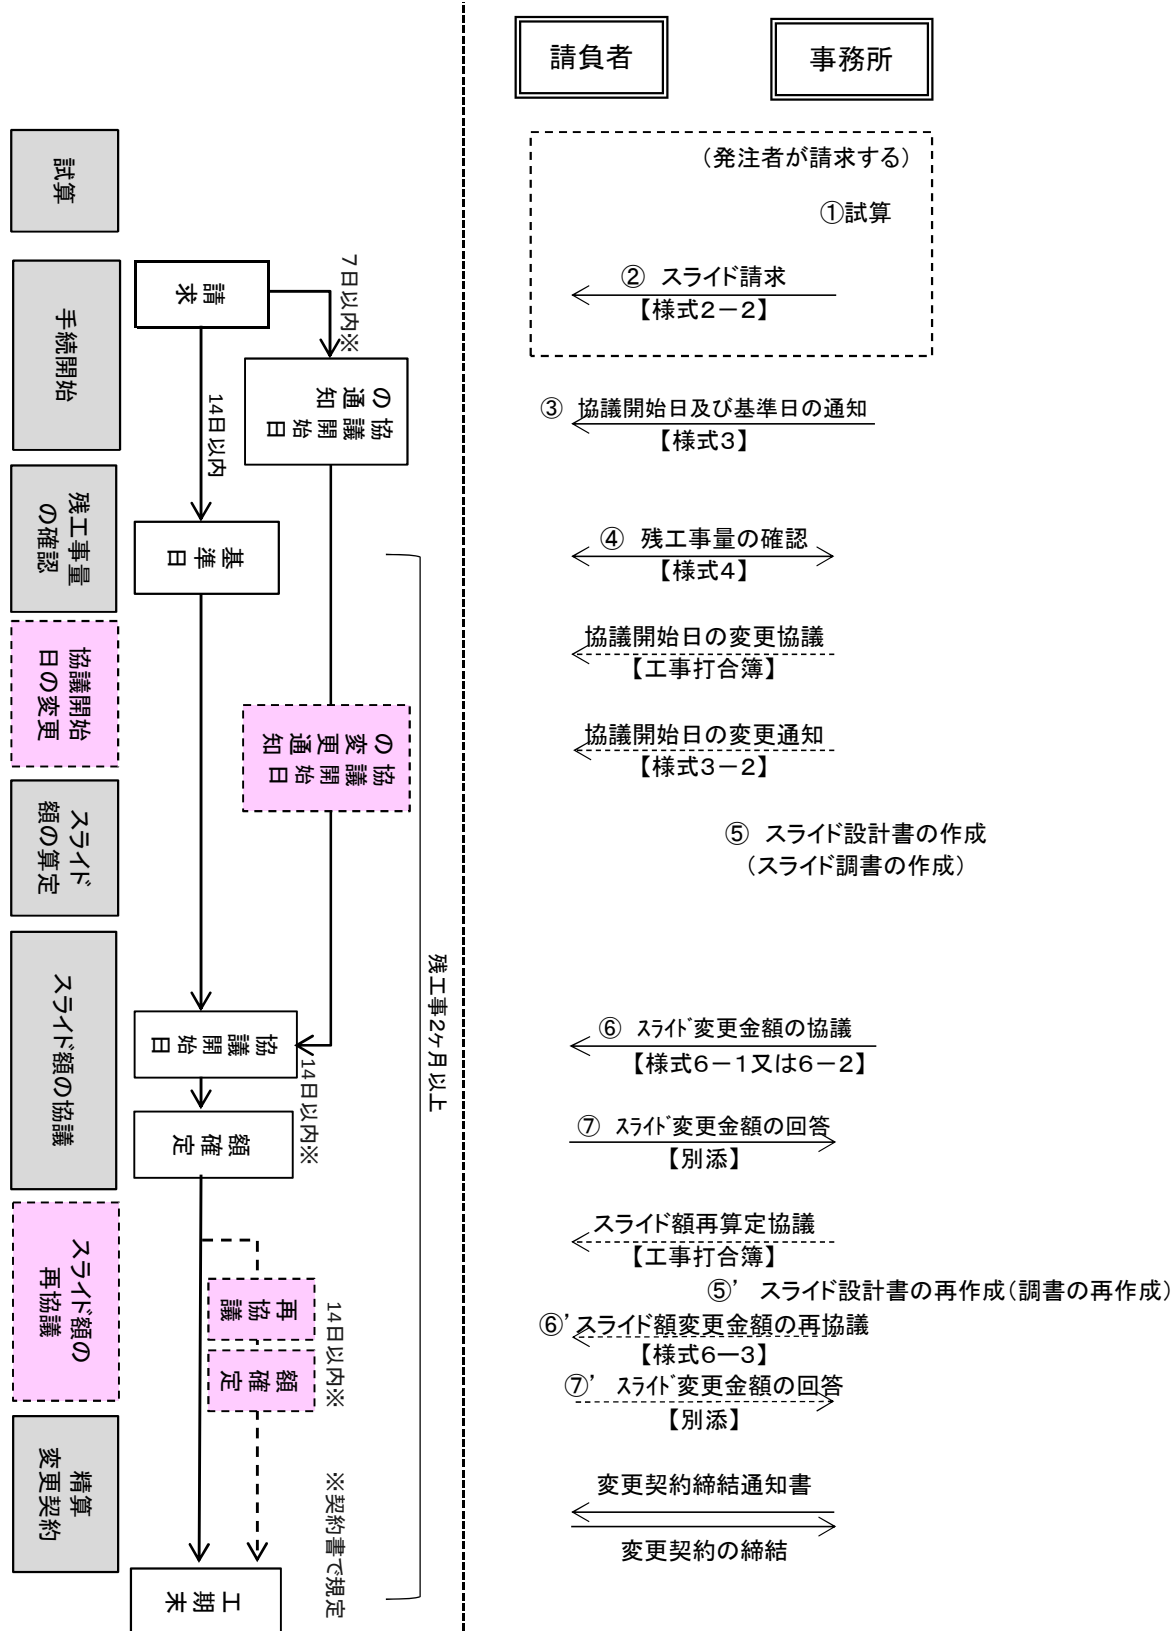 請負者
事務所
(発注者が請求する)
①試算
② スライド請求
【様式2－2】
③ 協議開始日及び基準日の通知
【様式3】
④ 残工事量の確認
【様式4】
協議開始日の変更協議
【工事打合簿】
協議開始日の変更通知
【様式3－2】
⑤ スライド設計書の作成
(スライド調書の作成)
⑥ スライド変更金額の協議
【様式6－1又は6－2】
⑦ スライド変更金額の回答
【別添】
スライド額再算定協議
【工事打合簿】
⑤’ スライド設計書の再作成(調書の再作成)
⑥’スライド額変更金額の再協議
【様式6―3】
⑦’ スライド変更金額の回答
【別添】
変更契約締結通知書
変更契約の締結
試算
手続開始
残工事量
の確認
協議開始
日の変更
スライド
額の算定
スライド額の協議
スライド額の
再協議
精算
変更契約
請求
7日以内※
協議開始日
の通知
14日以内
基準日
協議開始日
の変更通知
協議開始日
14日以内※
額確定
再協議
額確定
14日以内※
工期末
残工事2ヶ月以上
※契約書で規定